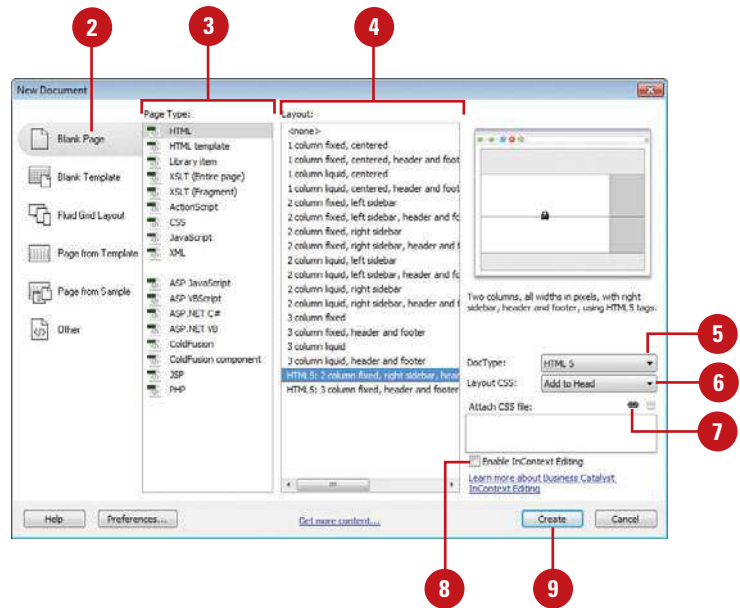 2
3
4
New Document
Blank Page
Blank Template
Fluid Grid Layout
Page from Template
Page from Sample
Other
Page Type:
HTML
HTML template
Library item
XSLT (Entire page)
XSLT (Fragment)
ActionScript
CSS
JavaScript
XML
ASP JavaScript
ASP VBScript
ASP.NET C#
ASP.NET VB
ColdFusion
ColdFusion component
JSP
PHP
Layout:
<none>
1 column fixed, centered
1 column fixed, centered, header and foot
1 column liquid, centered
1 column liquid, centered, header and foot
2 column fixed, left sidebar
2 column fixed, left sidebar, header and fo
2 column fixed, right sidebar
2 column fixed, right sidebar, header and f
2 column liquid, left sidebar
2 column liquid, left sidebar, header and fo
2 column liquid, right sidebar
2 column liquid, right sidebar, header and f
3 column fixed
3 column fixed, header and footer
3 column liquid
3 column liquid, header and footer
HTML5: 2 column fixed, right sidebar, head
HTML5: 3 column fixed, header and footer
Two columns, all widths in pixels, with right
sidebar, header and footer, using HTML5 tags.
DocType: HTML 5
5
Layout CSS: Add to Head
6
Attach CSS file:
7
Enable InContext Editing
Learn more about Business Catalyst
InContext Editing
Help
Preferences...
Get more content...
Create
Cancel
8
9